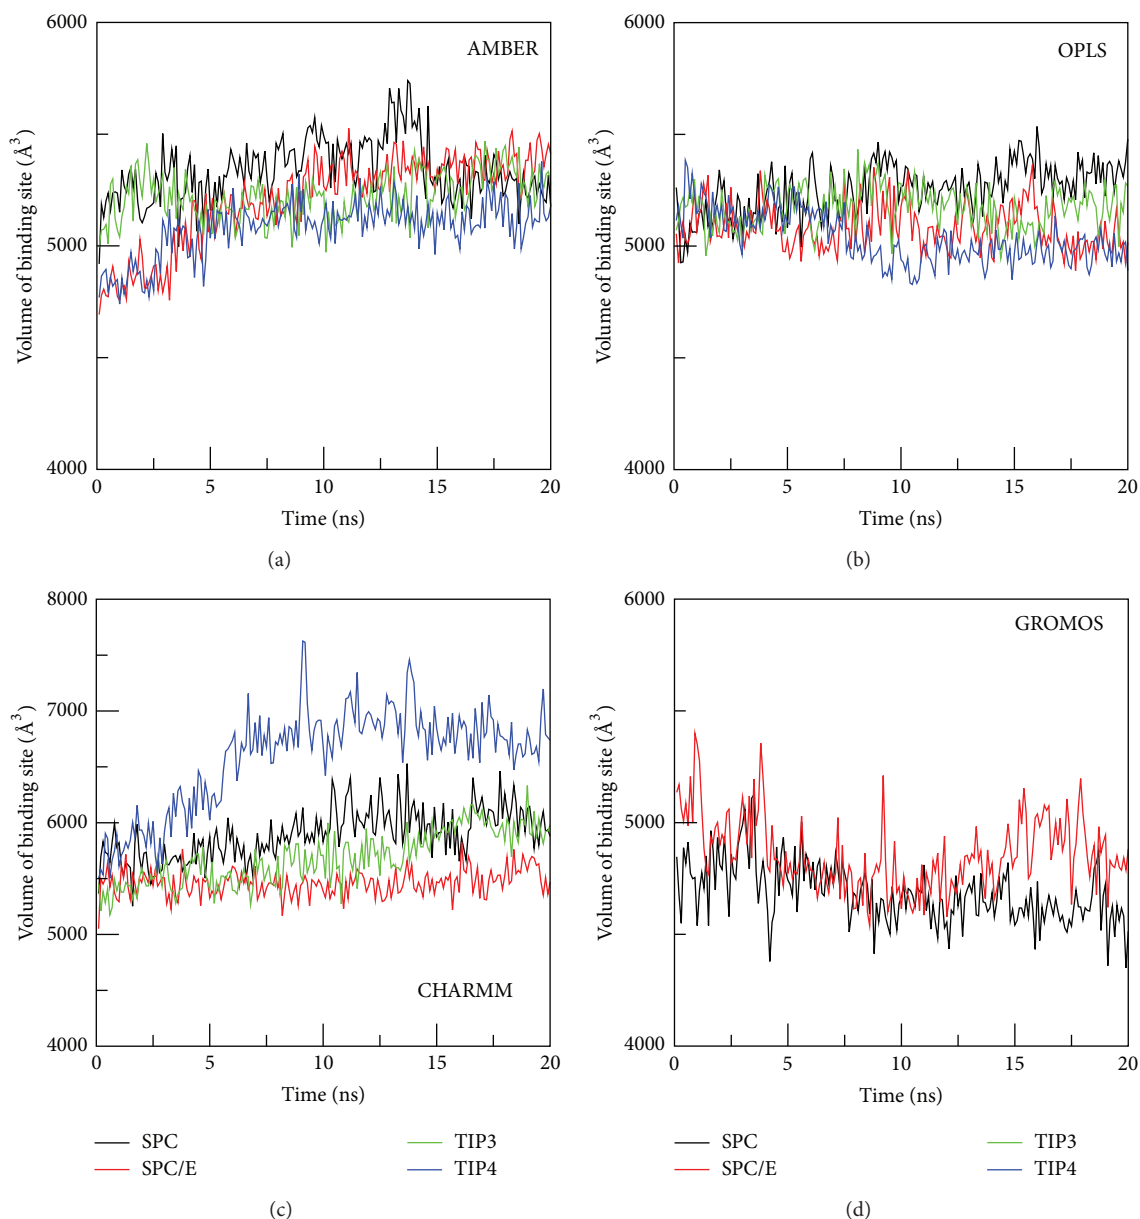 6000
AMBER
Volume of binding site (Å³)
5000
4000
0 5 10 15 20
Time (ns)
(a)
6000
OPLS
Volume of binding site (Å³)
5000
4000
0 5 10 15 20
Time (ns)
(b)
8000
7000
Volume of binding site (Å³)
6000
5000
CHARMM
4000
0 5 10 15 20
Time (ns)
SPC TIP3
SPC/E TIP4
(c)
6000
GROMOS
Volume of binding site (Å³)
5000
4000
0 5 10 15 20
Time (ns)
SPC TIP3
SPC/E TIP4
(d)